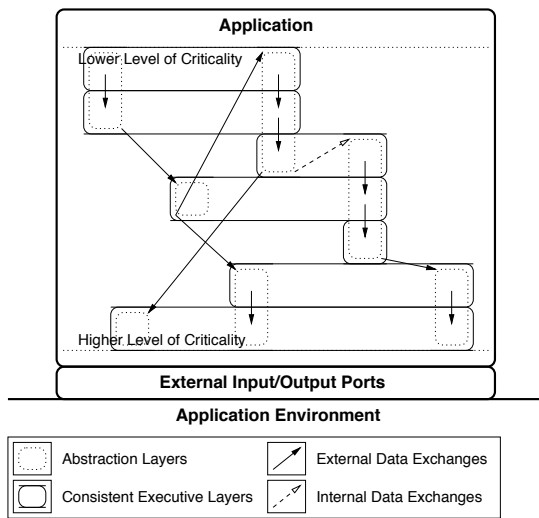 Application
Lower Level of Criticality
Higher Level of Criticality
External Input/Output Ports
Application Environment
Abstraction Layers
External Data Exchanges
Consistent Executive Layers
Internal Data Exchanges